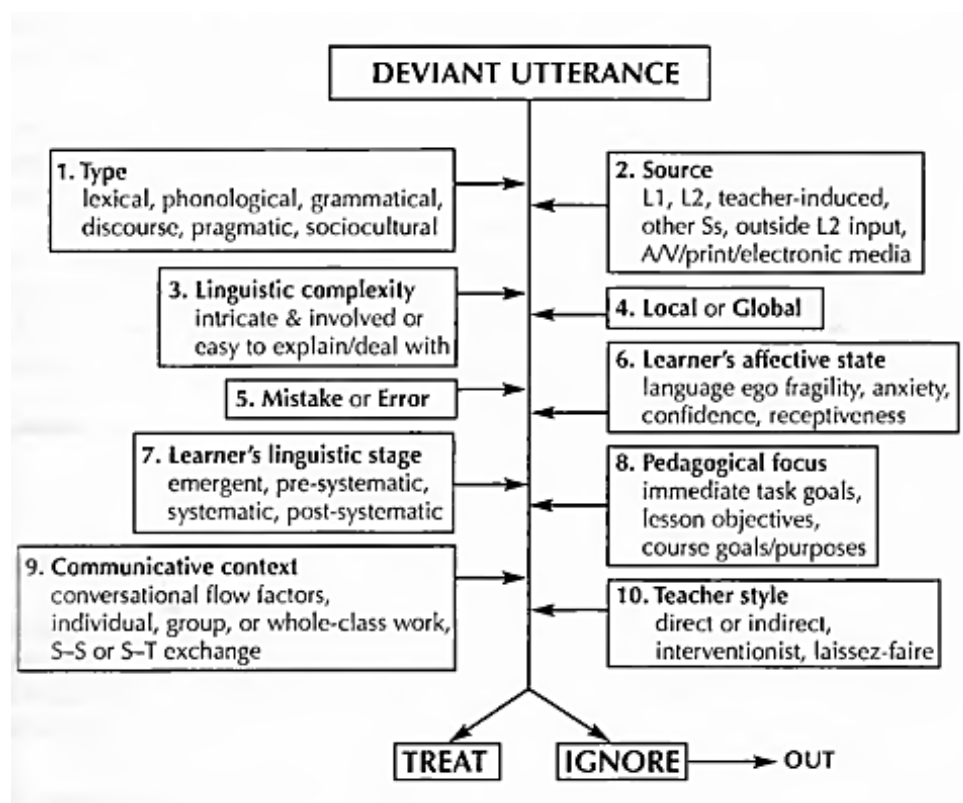 DEVIANT UTTERANCE
1. Type
lexical, phonological, grammatical,
discourse, pragmatic, sociocultural
2. Source
L1, L2, teacher-induced,
other Ss, outside L2 input,
A/V/print/electronic media
3. Linguistic complexity
intricate & involved or
easy to explain/deal with
4. Local or Global
5. Mistake or Error
6. Learner's affective state
language ego fragility, anxiety,
confidence, receptiveness
7. Learner's linguistic stage
emergent, pre-systematic,
systematic, post-systematic
8. Pedagogical focus
immediate task goals,
lesson objectives,
course goals/purposes
9. Communicative context
conversational flow factors,
individual, group, or whole-class work,
S–S or S–T exchange
10. Teacher style
direct or indirect,
interventionist, laissez-faire
TREAT
IGNORE
OUT